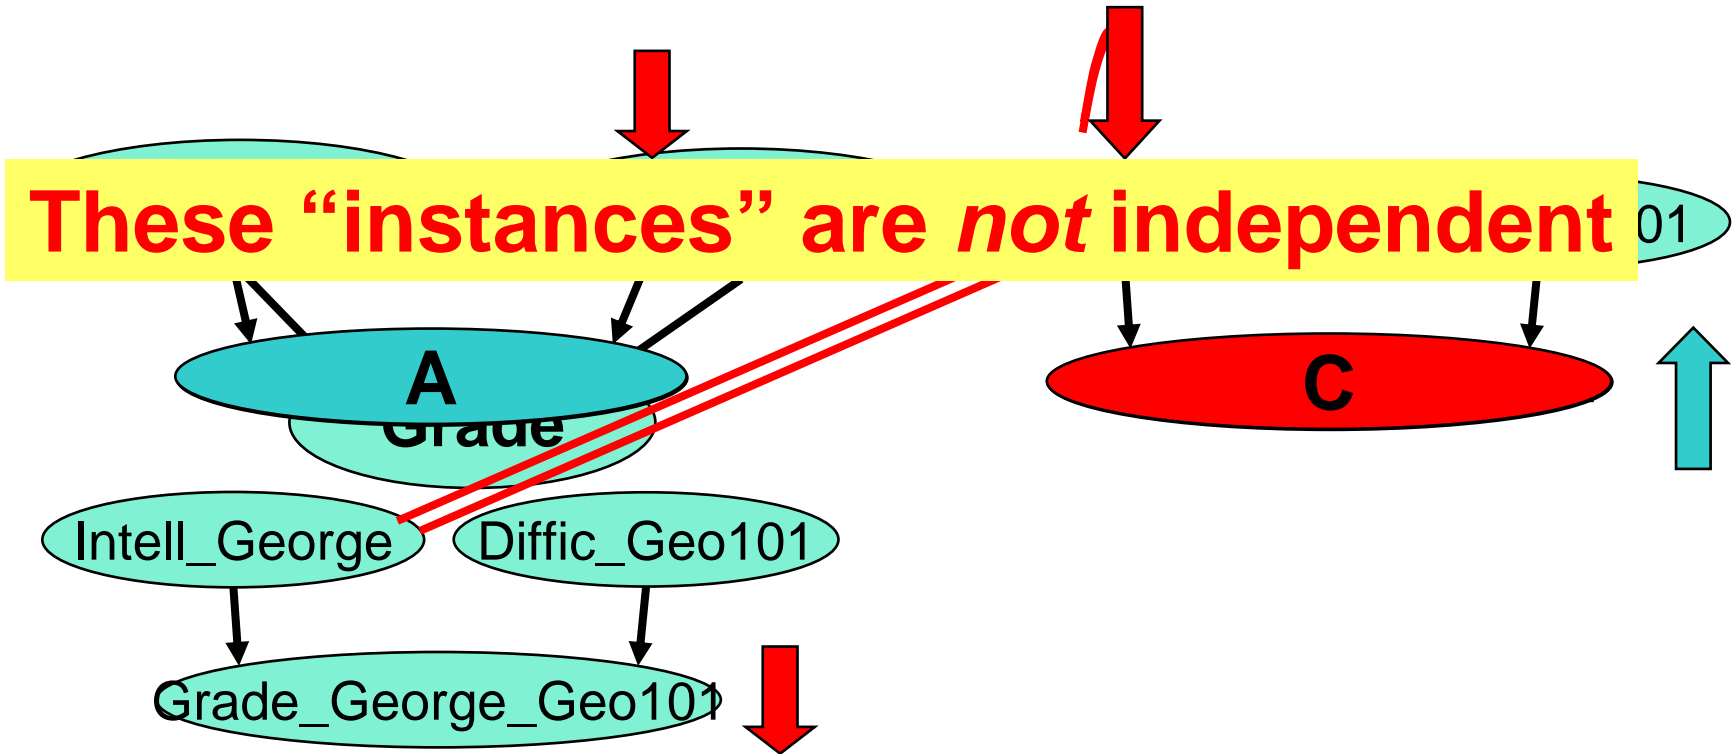 These “instances” are not independent
01
A
C
Grade
Intell_George
Diffic_Geo101
Grade_George_Geo101